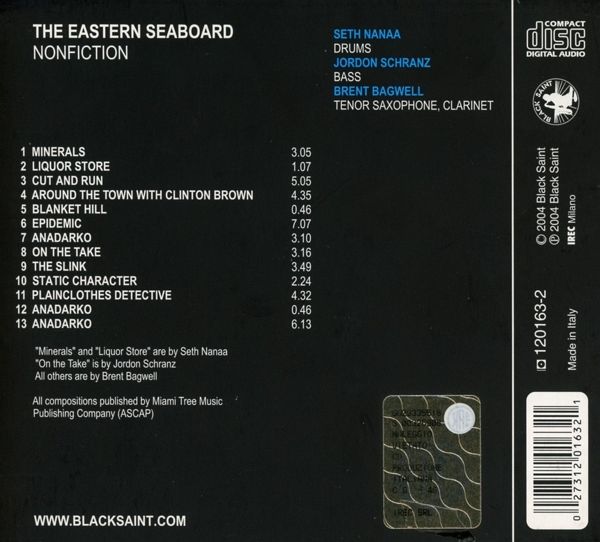 THE EASTERN SEABOARD
NONFICTION
SETH NANAA
DRUMS
JORDON SCHRANZ
BASS
BRENT BAGWELL
TENOR SAXOPHONE, CLARINET
1 MINERALS 3.05
2 LIQUOR STORE 1.07
3 CUT AND RUN 5.05
4 AROUND THE TOWN WITH CLINTON BROWN 4.35
5 BLANKET HILL 0.46
6 EPIDEMIC 7.07
7 ANADARKO 3.10
8 ON THE TAKE 3.16
9 THE SLINK 3.49
10 STATIC CHARACTER 2.24
11 PLAINCLOTHES DETECTIVE 4.32
12 ANADARKO 0.46
13 ANADARKO 6.13
"Minerals" and "Liquor Store" are by Seth Nanaa
"On the Take" is by Jordon Schranz
All others are by Brent Bagwell
All compositions published by Miami Tree Music
Publishing Company (ASCAP)
WWW.BLACKSAINT.COM
COMPACT
disc
DIGITAL AUDIO
BLACK SAINT
© 2004 Black Saint
℗ 2004 Black Saint
IREC Milano
120163-2
Made in Italy
0 27312 01632 1
NOLEGGIO
VIETATO
PRODUZIONE
ITALIANA
IREC SRL